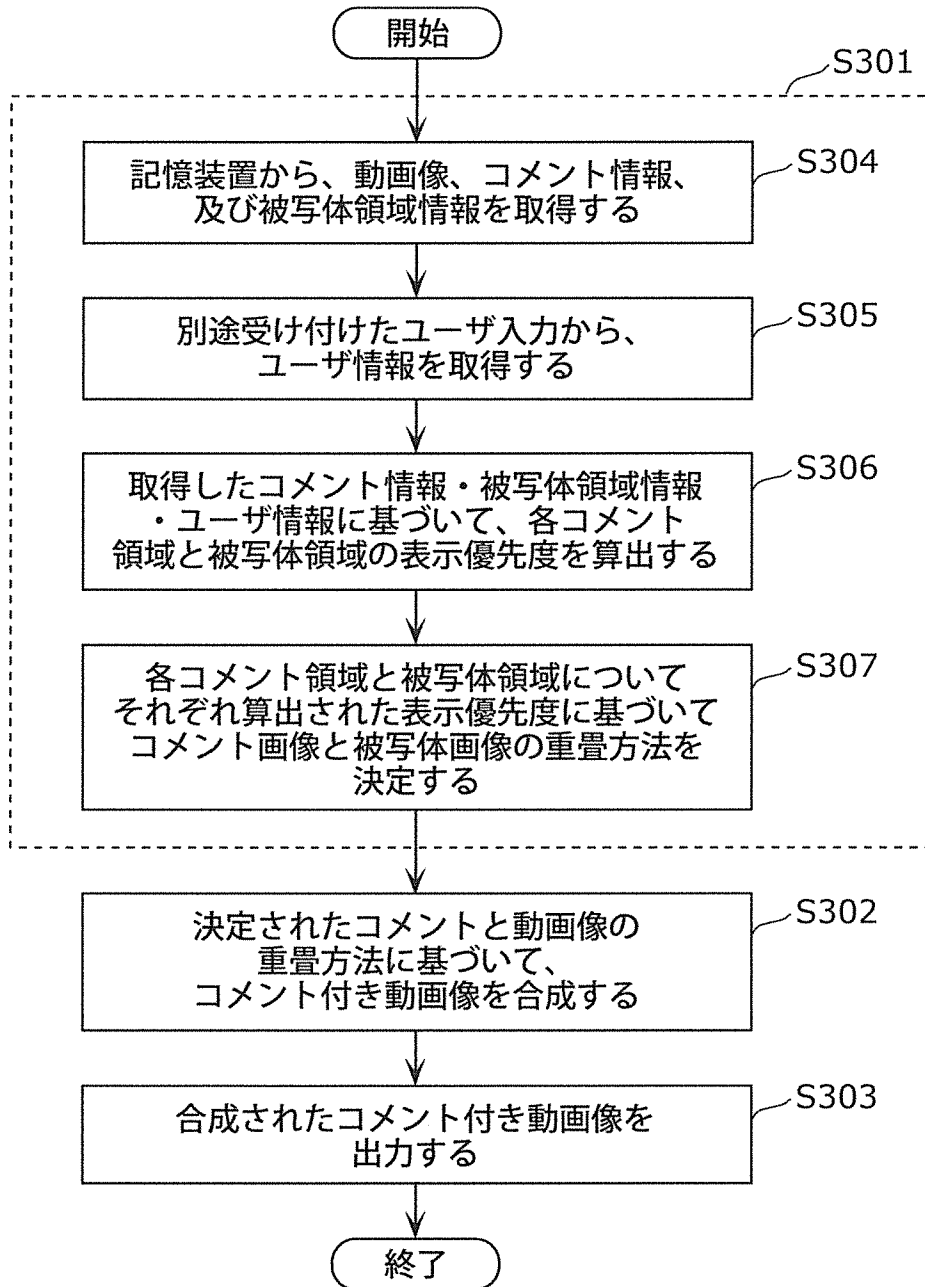 開始
S301
記憶装置から、動画像、コメント情報、
及び被写体領域情報を取得する
S304
別途受け付けたユーザ入力から、
ユーザ情報を取得する
S305
取得したコメント情報・被写体領域情報
・ユーザ情報に基づいて、各コメント
領域と被写体領域の表示優先度を算出する
S306
各コメント領域と被写体領域について
それぞれ算出された表示優先度に基づいて
コメント画像と被写体画像の重畳方法を
決定する
S307
決定されたコメントと動画像の
重畳方法に基づいて、
コメント付き動画像を合成する
S302
合成されたコメント付き動画像を
出力する
S303
終了